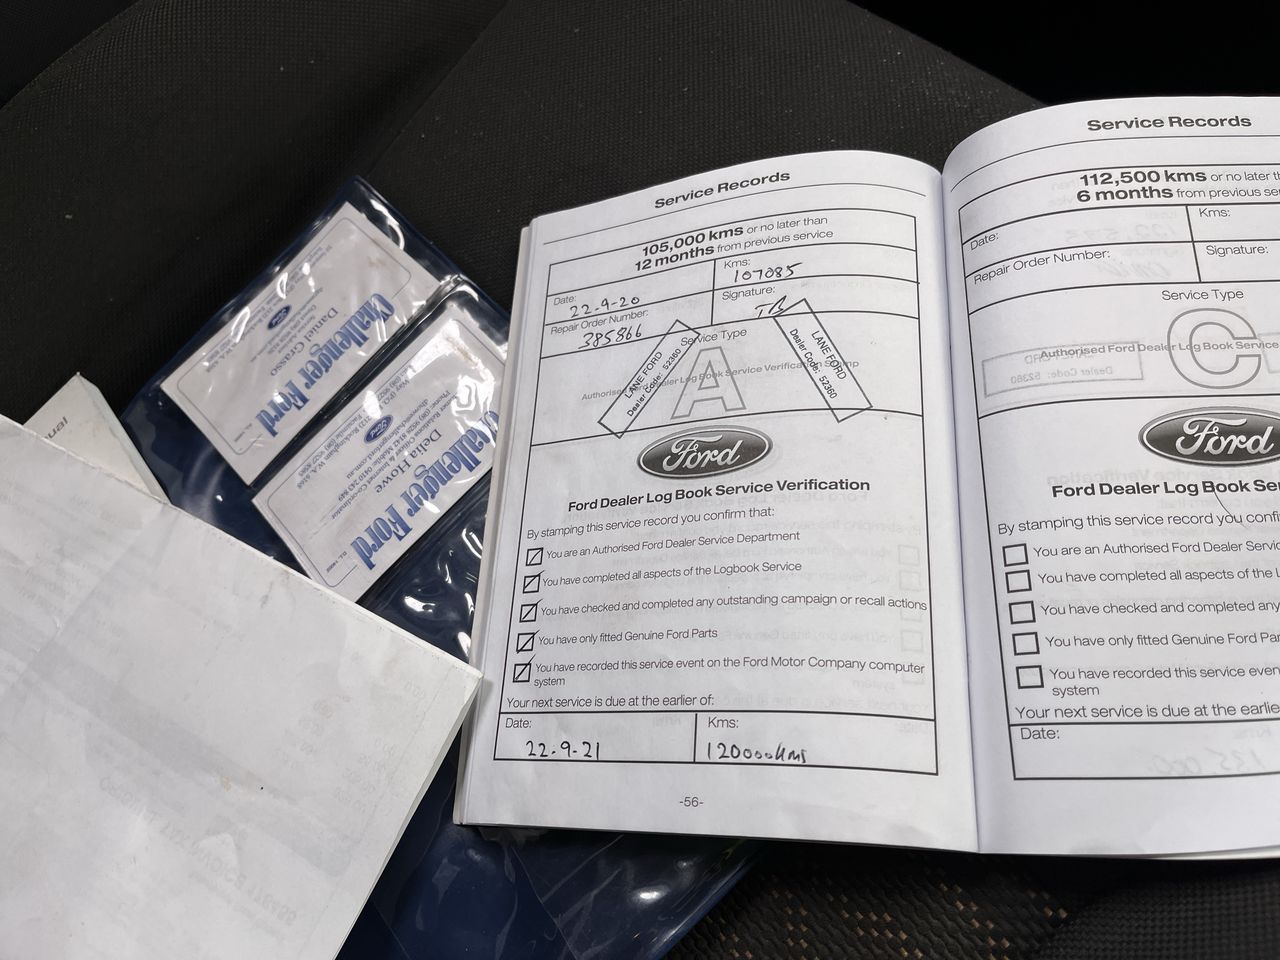 Service Records
105,000 kms or no later than
12 months from previous service
Date:
22-9-20
Kms:
107085
Repair Order Number:
385866
Signature:
TB
Service Type
A
Authorised Ford Dealer Log Book Service Verification Stamp
LANE FORD
Dealer Code: 52360
LANE FORD
Dealer Code: 52360
Ford
Ford Dealer Log Book Service Verification
By stamping this service record you confirm that:
You are an Authorised Ford Dealer Service Department
You have completed all aspects of the Logbook Service
You have checked and completed any outstanding campaign or recall actions
You have only fitted Genuine Ford Parts
You have recorded this service event on the Ford Motor Company computer
system
Your next service is due at the earlier of:
Date:
22-9-21
Kms:
120000kms
-56-
Service Records
112,500 kms or no later
6 months from previous
Date:
Kms:
Repair Order Number:
Signature:
Service Type
C
Authorised Ford Dealer Log Book Service
Ford
Ford Dealer Log Book
By stamping this service record you
You are an Authorised Ford Dealer
You have completed all aspects of the
You have checked and completed any
You have only fitted Genuine Ford
You have recorded this service
system
Your next service is due at the
Date:
Challenger Ford
Daniel Grasso
Ford
Challenger Ford
Delia Howe
Ford